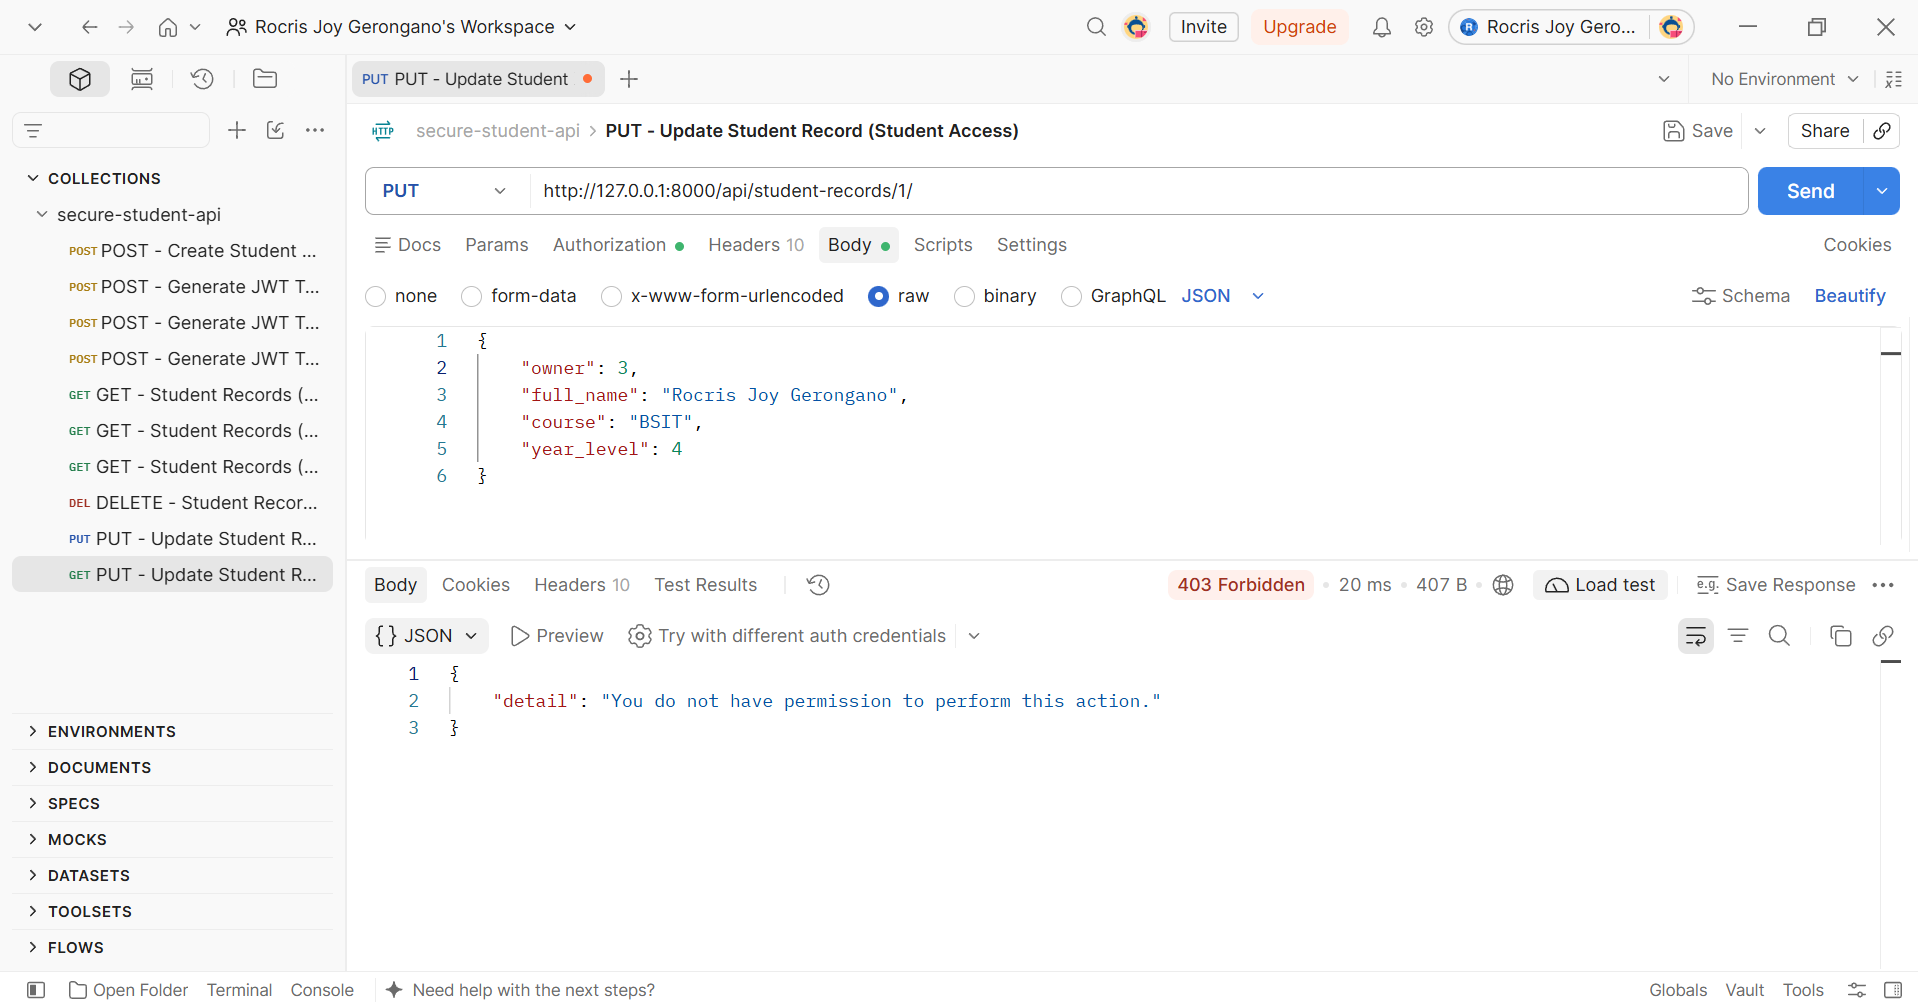 Rocris Joy Gerongano's Workspace
Invite
Upgrade
R
Rocris Joy Gero...
PUT PUT - Update Student
No Environment
HTTP
secure-student-api > PUT - Update Student Record (Student Access)
Save
Share
COLLECTIONS
secure-student-api
POST POST - Create Student ...
POST POST - Generate JWT T...
POST POST - Generate JWT T...
POST POST - Generate JWT T...
GET GET - Student Records (...
GET GET - Student Records (...
GET GET - Student Records (...
DEL DELETE - Student Recor...
PUT PUT - Update Student R...
GET PUT - Update Student R...
ENVIRONMENTS
DOCUMENTS
SPECS
MOCKS
DATASETS
TOOLSETS
FLOWS
PUT
http://127.0.0.1:8000/api/student-records/1/
Send
Docs Params Authorization Headers 10 Body Scripts Settings
Cookies
none form-data x-www-form-urlencoded raw binary GraphQL JSON
Schema Beautify
1 {
2 "owner": 3,
3 "full_name": "Rocris Joy Gerongano",
4 "course": "BSIT",
5 "year_level": 4
6 }
Body Cookies Headers 10 Test Results
403 Forbidden • 20 ms • 407 B •
Load test
e.g. Save Response
{} JSON Preview Try with different auth credentials
1 {
2 "detail": "You do not have permission to perform this action."
3 }
Open Folder Terminal Console Need help with the next steps?
Globals Vault Tools